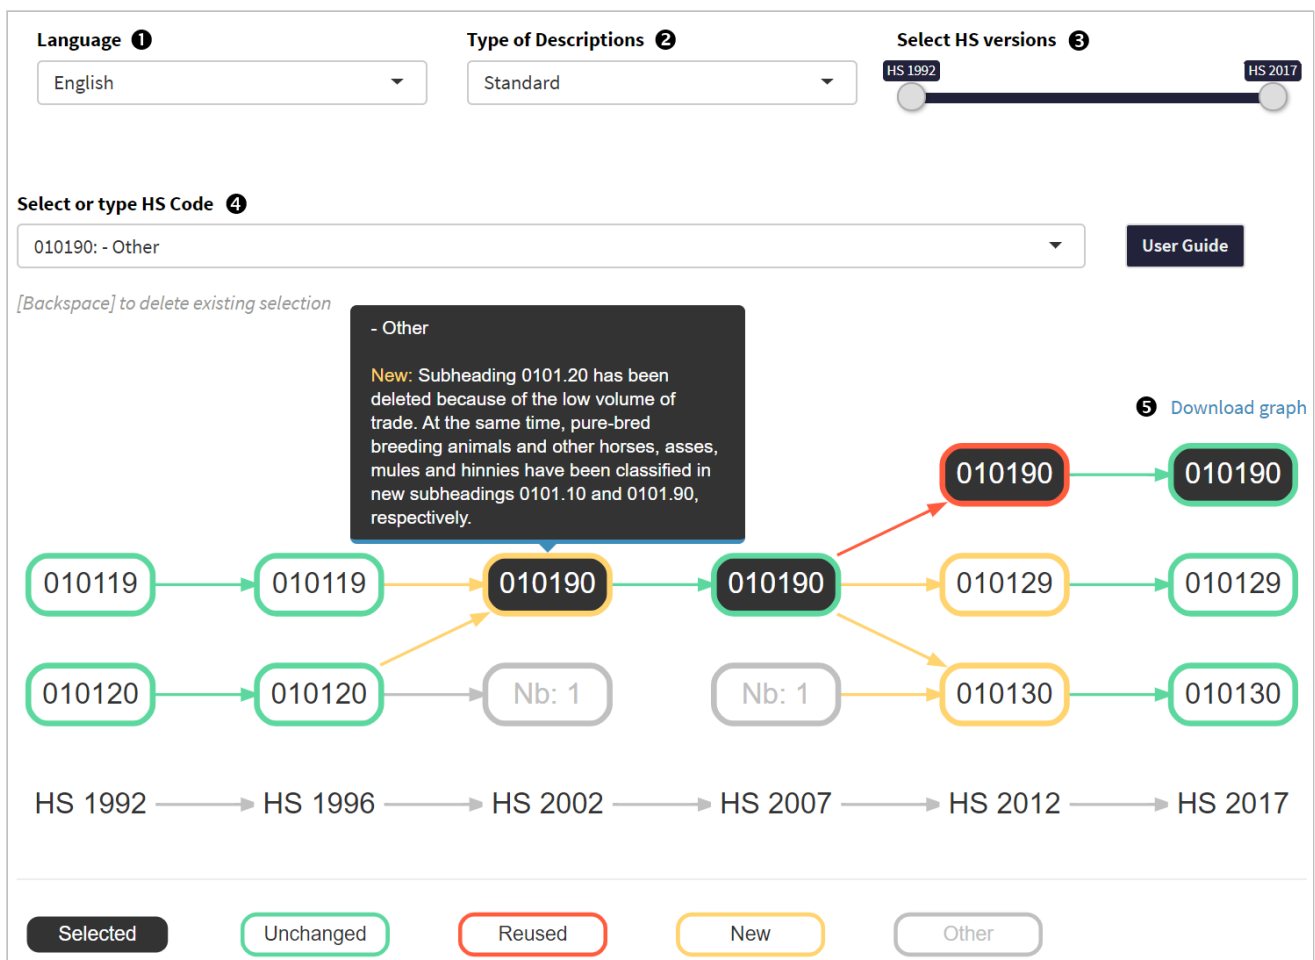 Language ❶
Type of Descriptions ❷
Select HS versions ❸
English
Standard
HS 1992
HS 2017
Select or type HS Code ❹
010190: - Other
User Guide
[Backspace] to delete existing selection
- Other
New: Subheading 0101.20 has been
deleted because of the low volume of
trade. At the same time, pure-bred
breeding animals and other horses, asses,
mules and hinnies have been classified in
new subheadings 0101.10 and 0101.90,
respectively.
❺ Download graph
010190
010190
010119
010119
010190
010190
010129
010129
010120
010120
Nb: 1
Nb: 1
010130
010130
HS 1992
HS 1996
HS 2002
HS 2007
HS 2012
HS 2017
Selected
Unchanged
Reused
New
Other